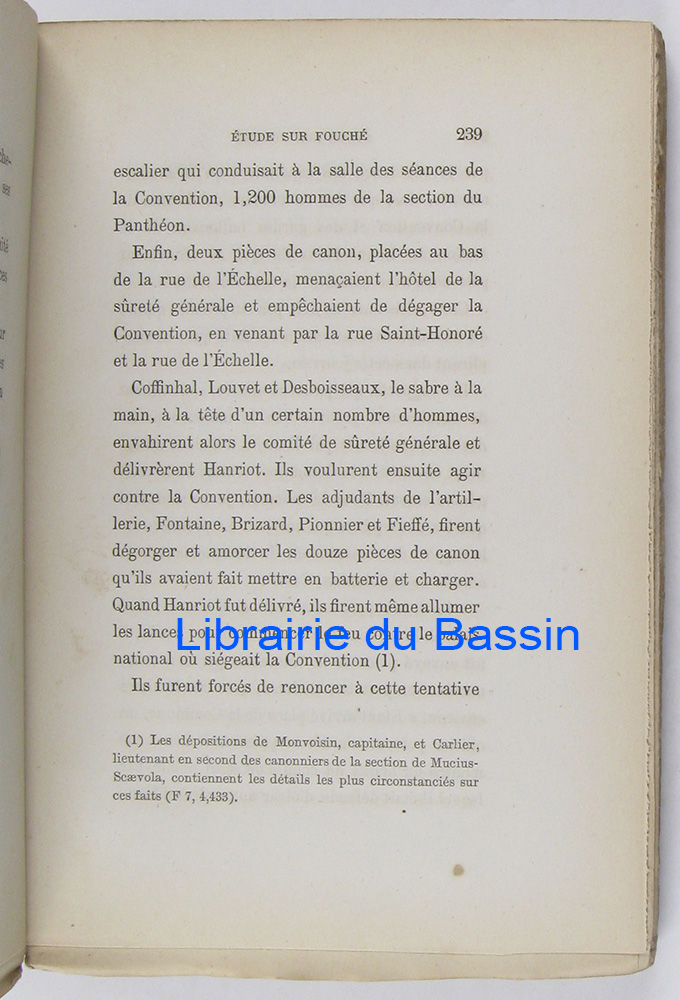 ÉTUDE SUR FOUCHÉ 239
escalier qui conduisait à la salle des séances de
la Convention, 1,200 hommes de la section du
Panthéon.
Enfin, deux pièces de canon, placées au bas
de la rue de l'Échelle, menaçaient l'hôtel de la
sûreté générale et empêchaient de dégager la
Convention, en venant par la rue Saint-Honoré
et la rue de l'Échelle.
Coffinhal, Louvet et Desboisseaux, le sabre à la
main, à la tête d'un certain nombre d'hommes,
envahirent alors le comité de sûreté générale et
délivrèrent Hanriot. Ils voulurent ensuite agir
contre la Convention. Les adjudants de l'artil-
lerie, Fontaine, Brizard, Pionnier et Fieffé, firent
dégorger et amorcer les douze pièces de canon
qu'ils avaient fait mettre en batterie et charger.
Quand Hanriot fut délivré, ils firent même allumer
les lances pour commencer le feu contre le palais
national où siégeait la Convention (1).
Ils furent forcés de renoncer à cette tentative
(1) Les dépositions de Monvoisin, capitaine, et Carlier,
lieutenant en second des canonniers de la section de Mucius-
Scævola, contiennent les détails les plus circonstanciés sur
ces faits (F 7, 4,433).
Librairie du Bassin